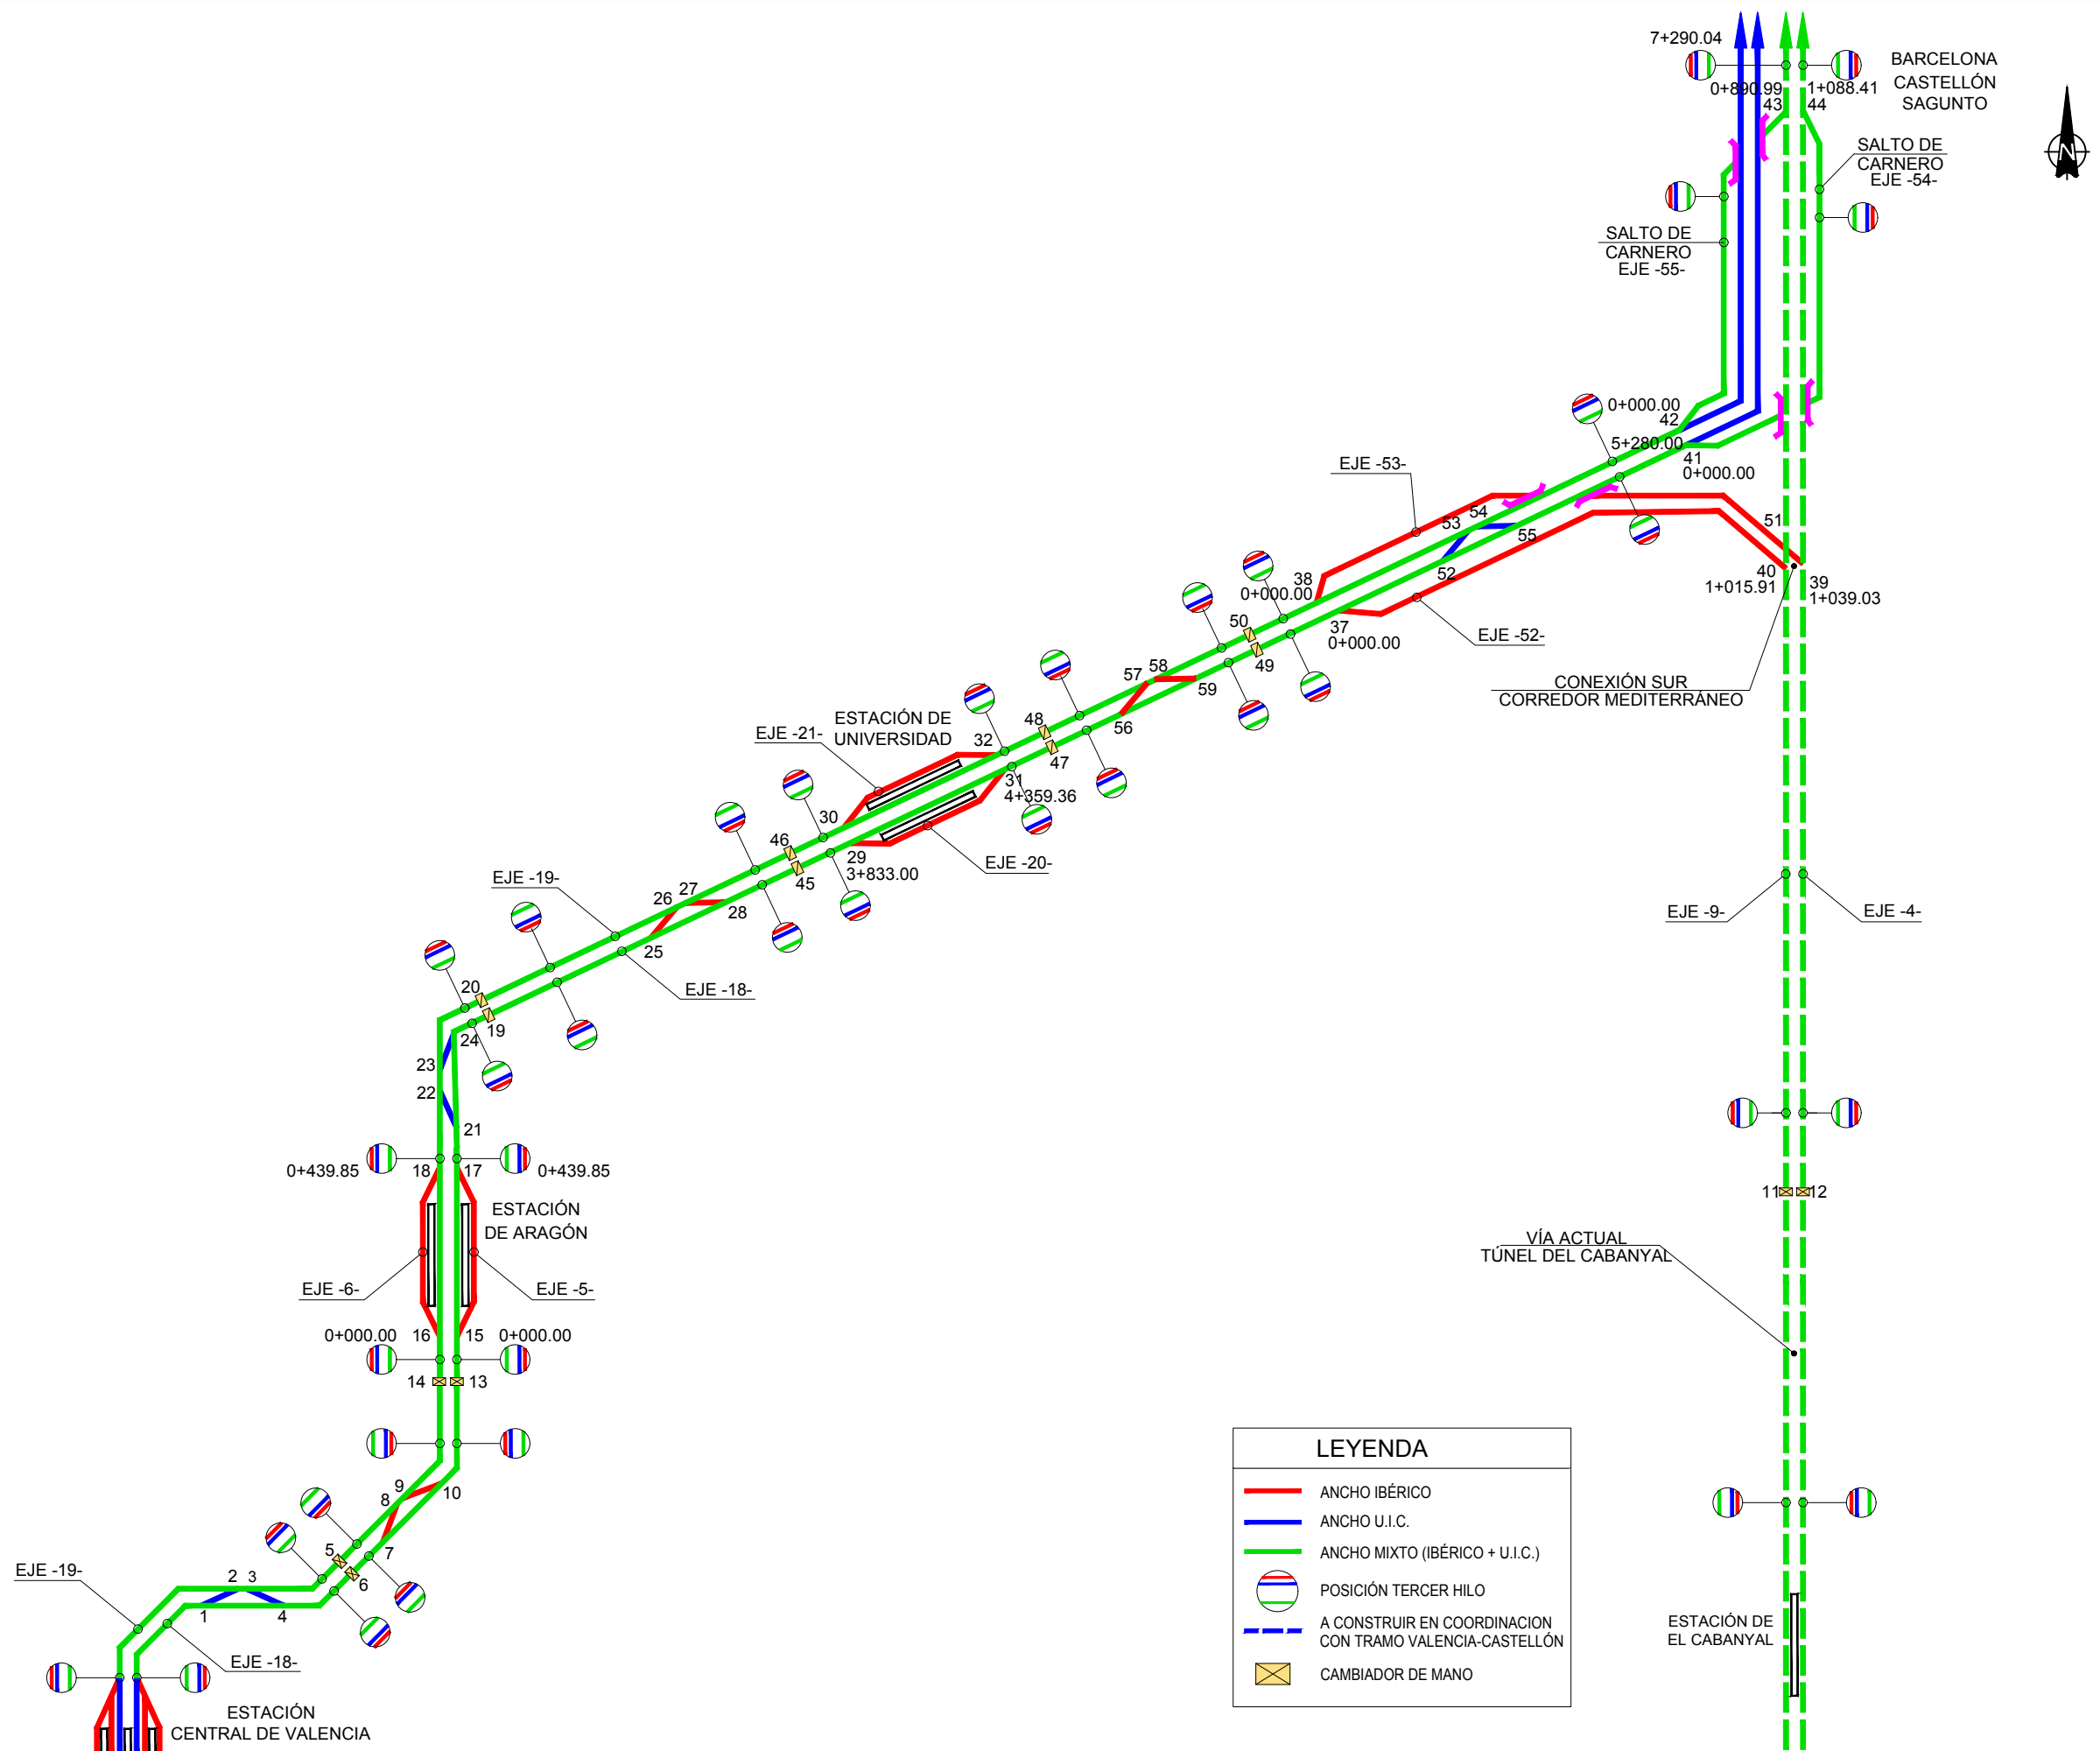 7+290.04
BARCELONA
CASTELLÓN
SAGUNTO
0+890.99
1+088.41
43
44
N
SALTO DE
CARNERO
EJE -54-
SALTO DE
CARNERO
EJE -55-
0+000.00
42
5+280.00
41
0+000.00
EJE -53-
54
53
55
51
52
38
0+000.00
40
1+015.91
39
1+039.03
37
0+000.00
EJE -52-
50
49
CONEXIÓN SUR
CORREDOR MEDITERRÁNEO
57
58
59
56
ESTACIÓN DE
UNIVERSIDAD
EJE -21-
32
48
47
31
4+359.36
30
46
45
29
3+833.00
EJE -20-
EJE -19-
26
27
28
25
EJE -18-
EJE -9-
EJE -4-
20
19
24
23
22
21
0+439.85
18
17
0+439.85
11
12
ESTACIÓN
DE ARAGÓN
VÍA ACTUAL
TÚNEL DEL CABANYAL
EJE -6-
EJE -5-
0+000.00
16
15
0+000.00
14
13
9
8
10
5
7
6
EJE -19-
2
3
1
4
EJE -18-
ESTACIÓN
CENTRAL DE VALENCIA
LEYENDA
ANCHO IBÉRICO
ANCHO U.I.C.
ANCHO MIXTO (IBÉRICO + U.I.C.)
POSICIÓN TERCER HILO
A CONSTRUIR EN COORDINACION
CON TRAMO VALENCIA-CASTELLÓN
CAMBIADOR DE MANO
ESTACIÓN DE
EL CABANYAL